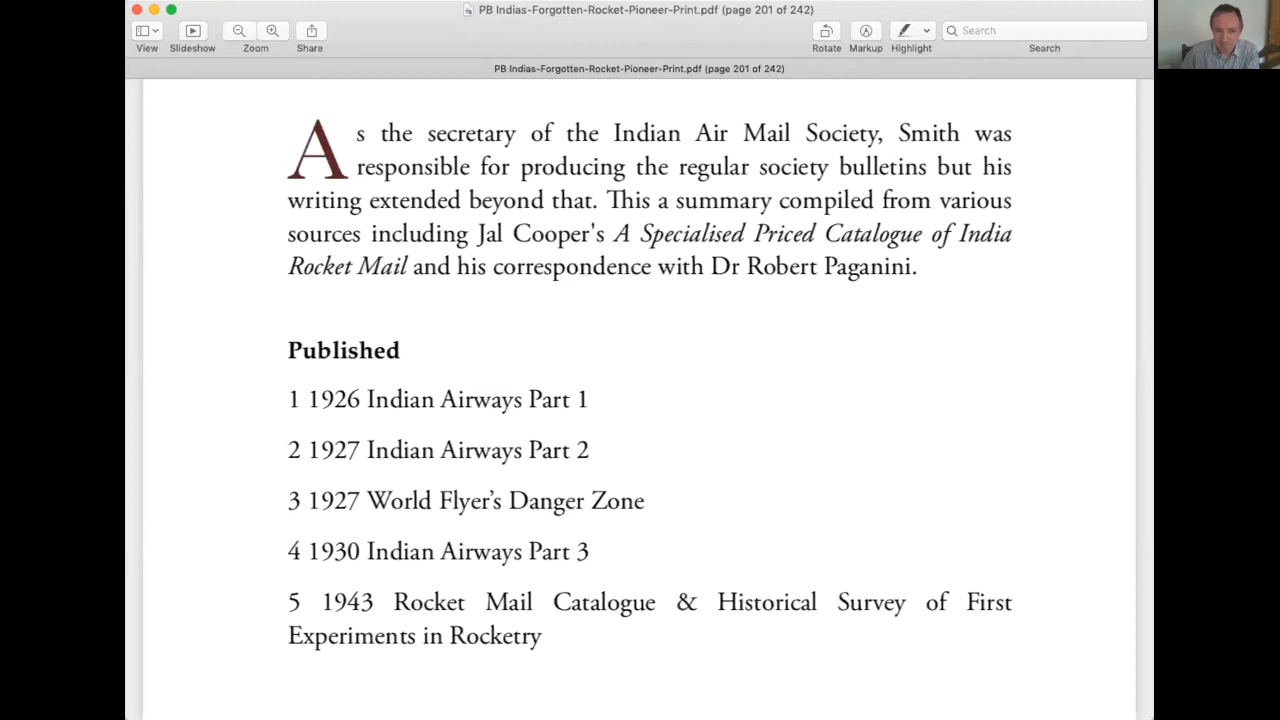 PB Indias-Forgotten-Rocket-Pioneer-Print.pdf (page 201 of 242)
View
Slideshow
Zoom
Share
Rotate
Markup
Highlight
Search
Search
PB Indias-Forgotten-Rocket-Pioneer-Print.pdf (page 201 of 242)
As the secretary of the Indian Air Mail Society, Smith was
responsible for producing the regular society bulletins but his
writing extended beyond that. This a summary compiled from various
sources including Jal Cooper's A Specialised Priced Catalogue of India
Rocket Mail and his correspondence with Dr Robert Paganini.
Published
1 1926 Indian Airways Part 1
2 1927 Indian Airways Part 2
3 1927 World Flyer’s Danger Zone
4 1930 Indian Airways Part 3
5 1943 Rocket Mail Catalogue & Historical Survey of First
Experiments in Rocketry